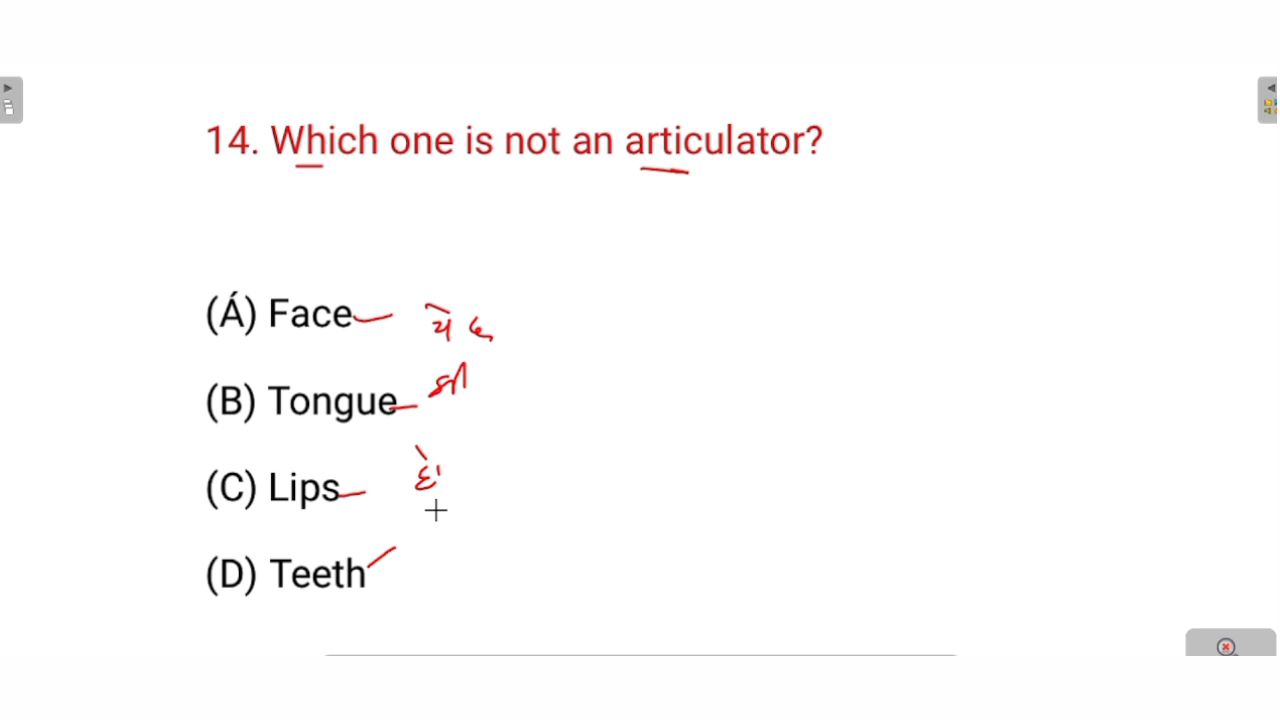 14. Which one is not an articulator?
(Á) Face
(B) Tongue
(C) Lips
(D) Teeth